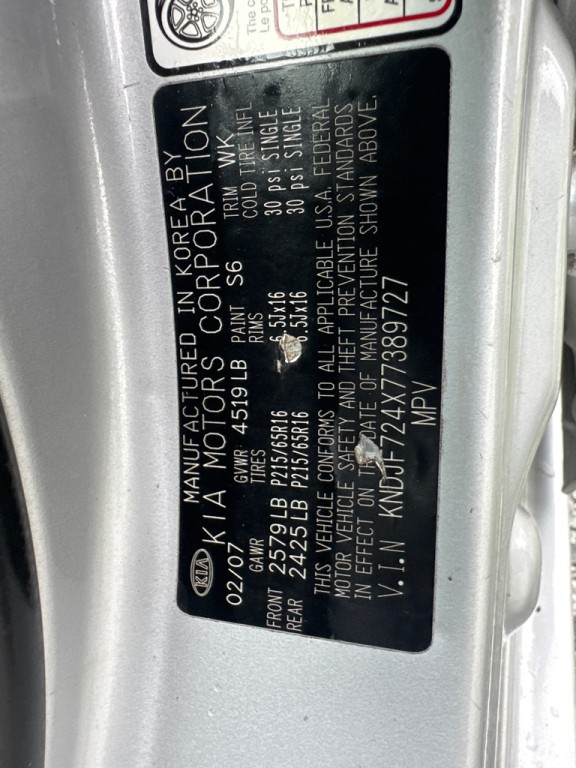 The c
Le po
MANUFACTURED IN KOREA BY
KIA KIA MOTORS CORPORATION
02/07 GVWR 4519LB PAINT S6 TRIM WK
GAWR TIRES RIMS COLD TIRE INFL
FRONT 2579LB P215/65R16 6.5Jx16 30 psi SINGLE
REAR 2425LB P215/65R16 6.5Jx16 30 psi SINGLE
THIS VEHICLE CONFORMS TO ALL APPLICABLE U.S.A. FEDERAL
MOTOR VEHICLE SAFETY AND THEFT PREVENTION STANDARDS
IN EFFECT ON THE DATE OF MANUFACTURE SHOWN ABOVE.
V.I.N KNDJF724X77389727
MPV